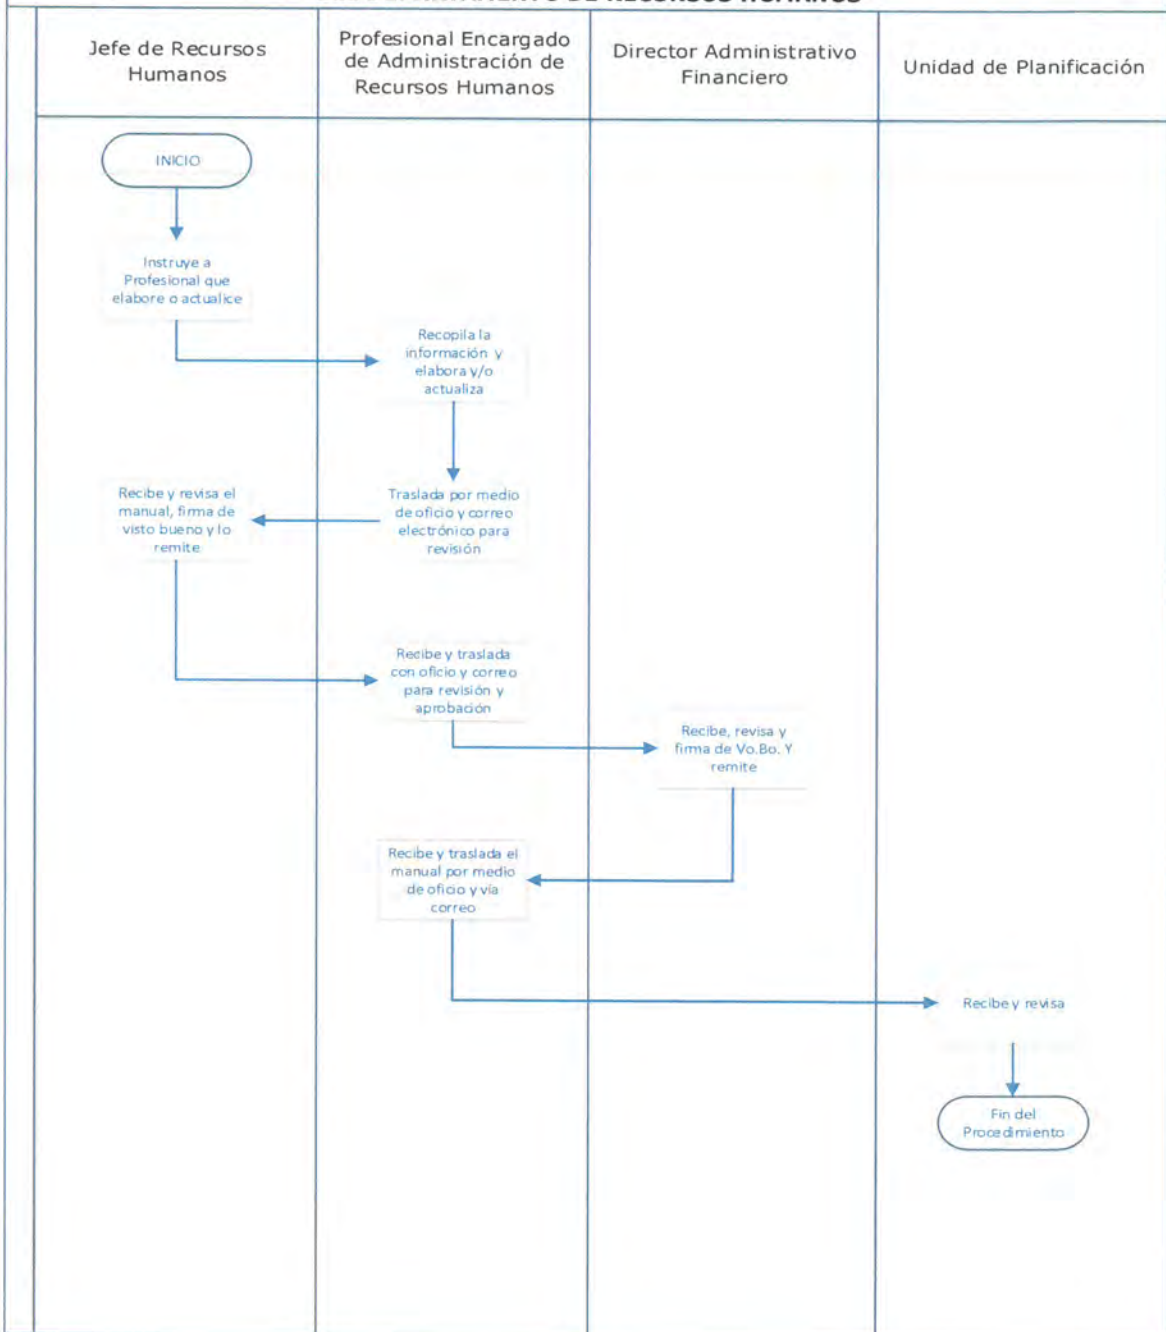 DE RECURSOS HUMANOS
Jefe de Recursos
Humanos
Profesional Encargado
de Administración de
Recursos Humanos
Director Administrativo
Financiero
Unidad de Planificación
INICIO
Instruye a
Profesional que
elabore o actualice
Recopila la
información y
elabora y/o
actualiza
Traslada por medio
de oficio y correo
electrónico para
revisión
Recibe y revisa el
manual, firma de
visto bueno y lo
remite
Recibe y traslada
con oficio y correo
para revisión y
aprobación
Recibe, revisa y
firma de Vo.Bo. Y
remite
Recibe y traslada el
manual por medio
de oficio y vía
correo
Recibe y revisa
Fin del
Procedimiento